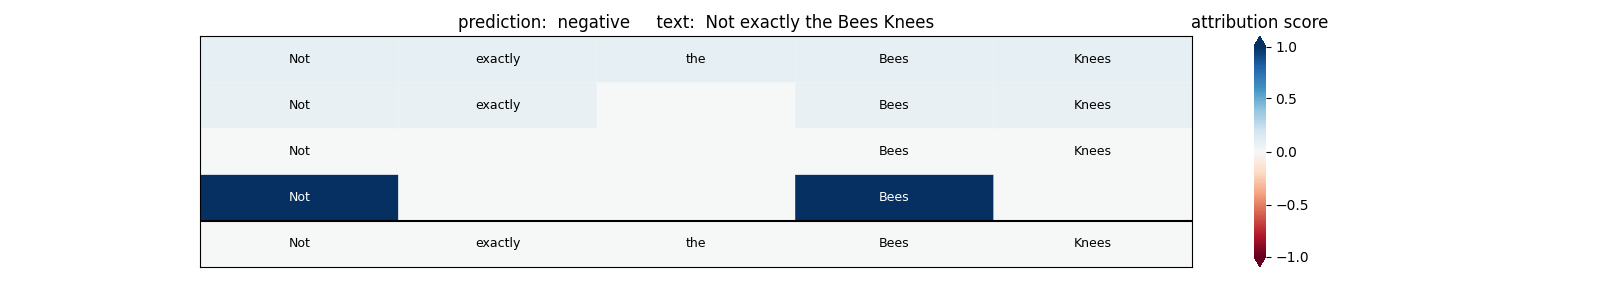 prediction:  negative     text:  Not exactly the Bees Knees
attribution score
Not exactly the Bees Knees
Not exactly Bees Knees
Not Bees Knees
Not Bees
Not exactly the Bees Knees
1.0
0.5
0.0
−0.5
−1.0